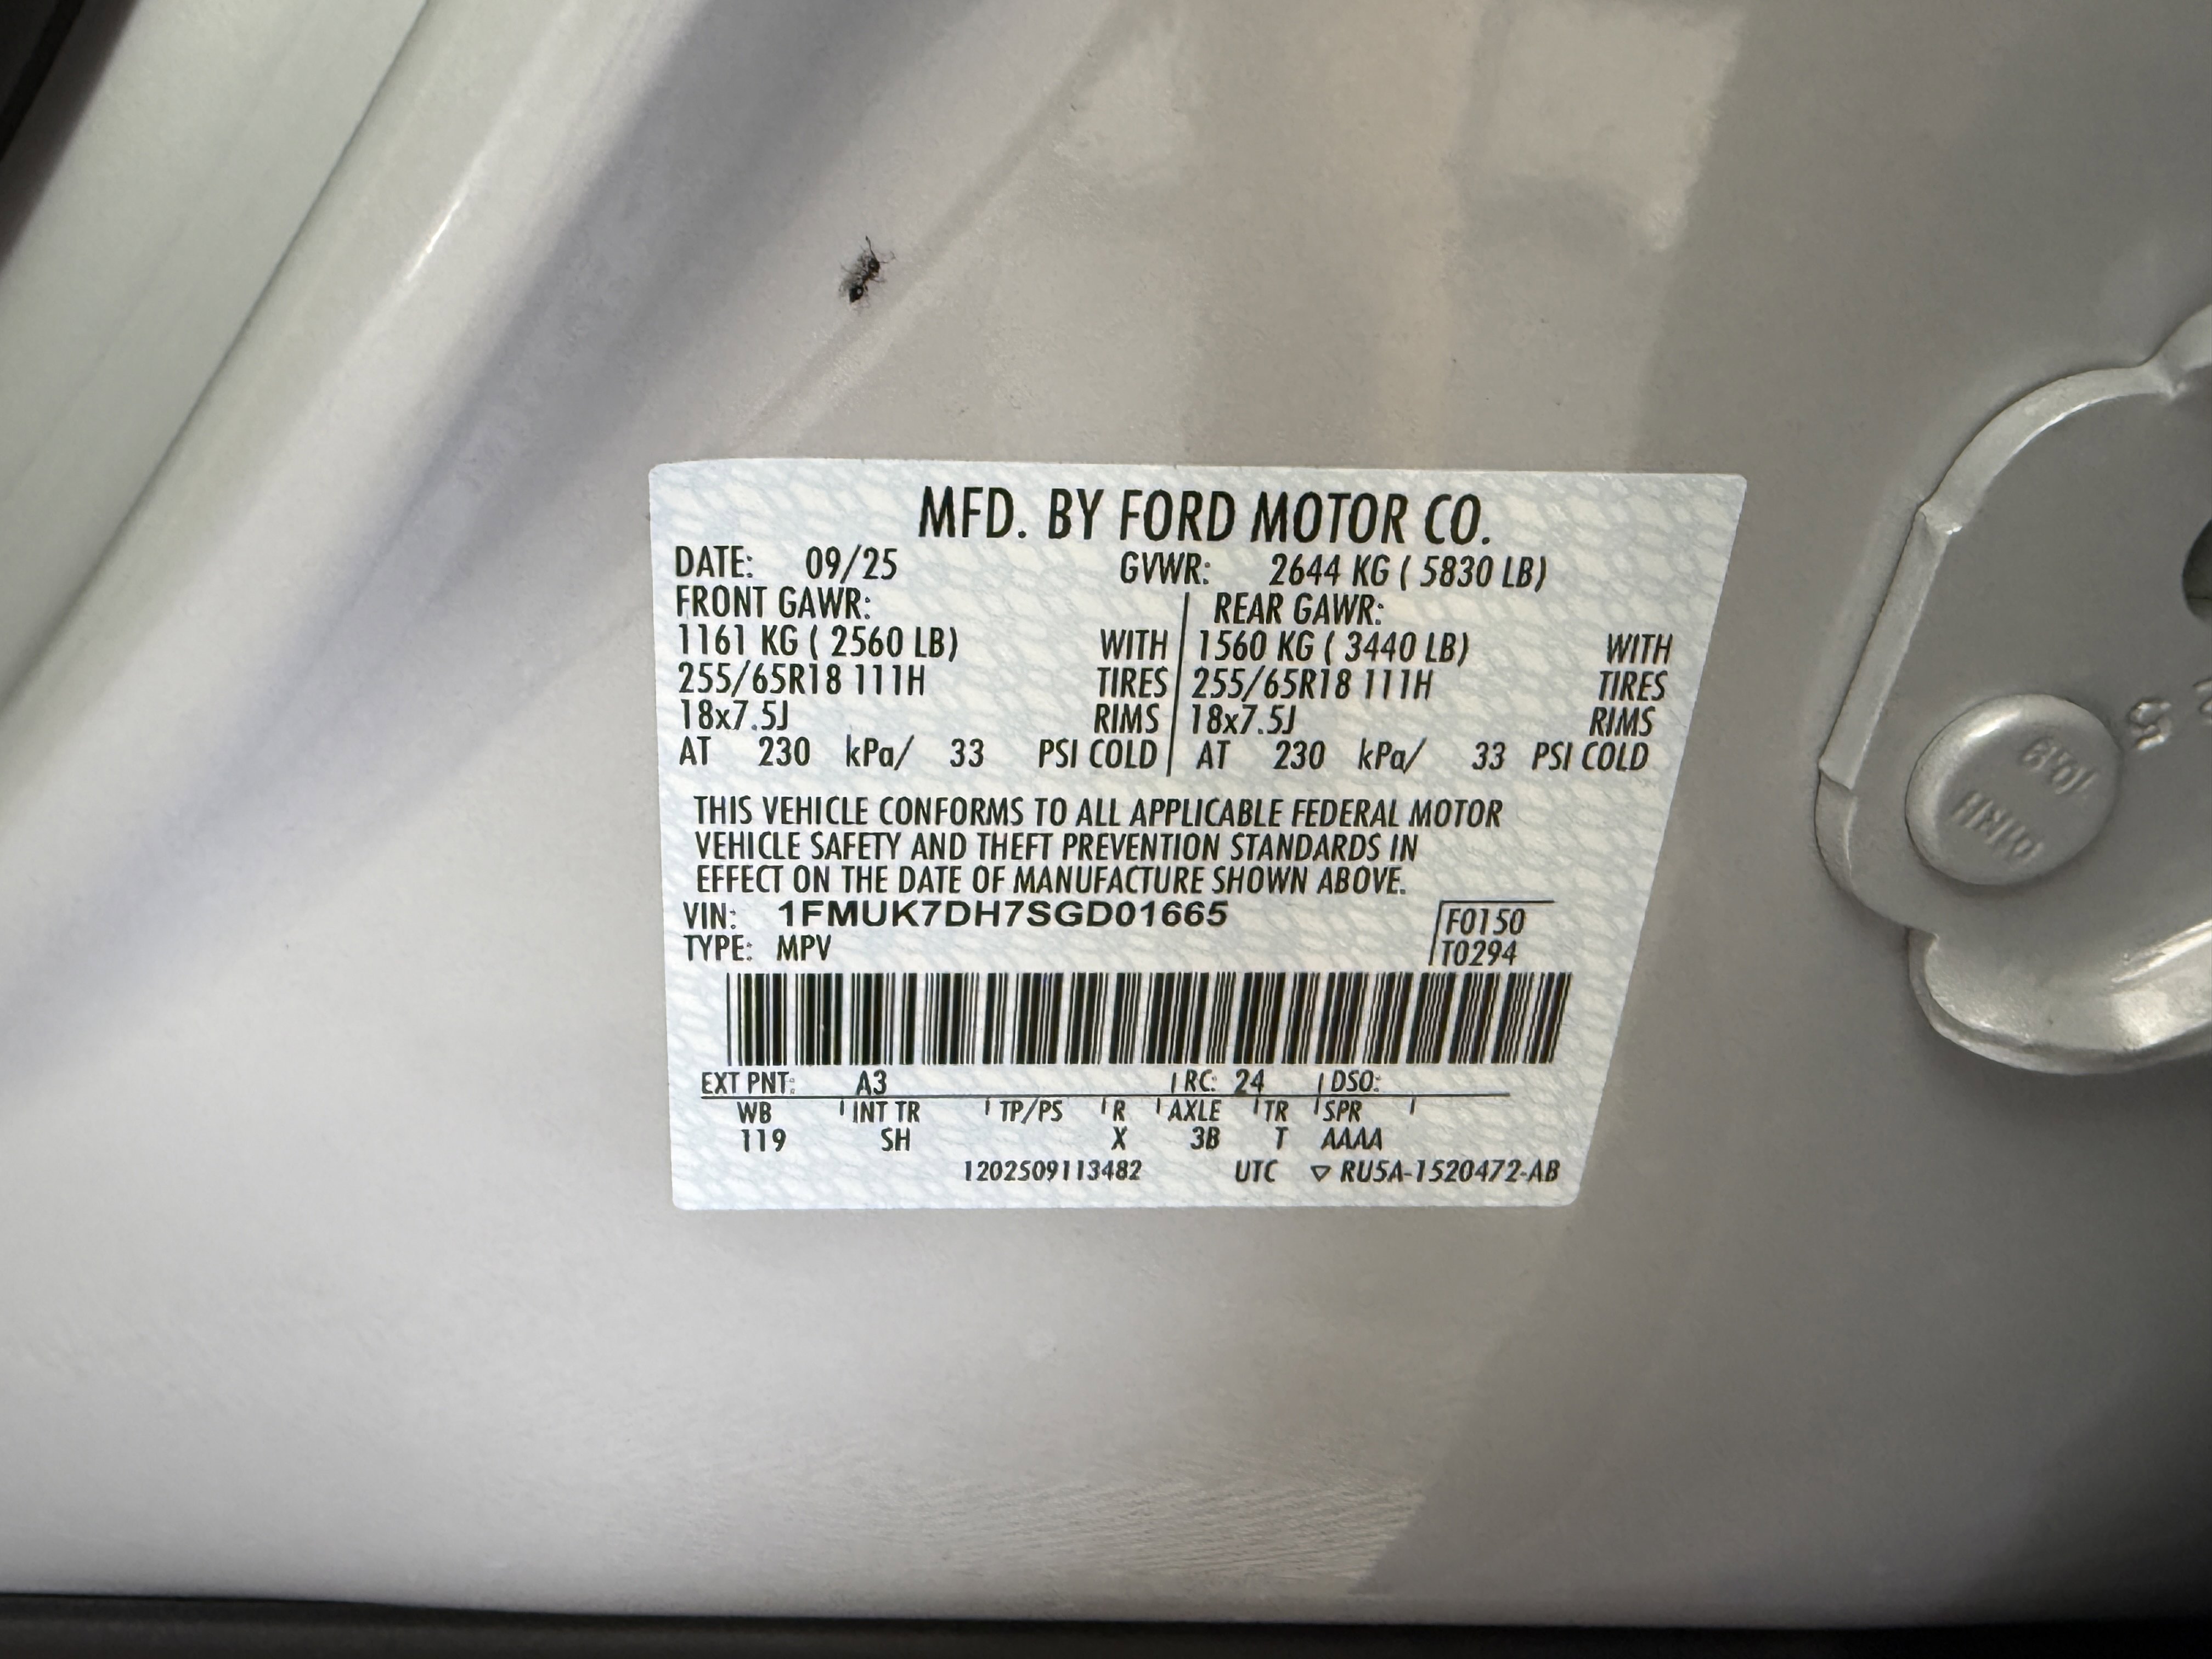 MFD. BY FORD MOTOR CO.
DATE: 09/25 GVWR: 2644 KG ( 5830 LB)
FRONT GAWR: REAR GAWR:
1161 KG ( 2560 LB) WITH 1560 KG ( 3440 LB) WITH
255/65R18 111H TIRES 255/65R18 111H TIRES
18x7.5J RIMS 18x7.5J RIMS
AT 230 kPa/ 33 PSI COLD AT 230 kPa/ 33 PSI COLD
THIS VEHICLE CONFORMS TO ALL APPLICABLE FEDERAL MOTOR
VEHICLE SAFETY AND THEFT PREVENTION STANDARDS IN
EFFECT ON THE DATE OF MANUFACTURE SHOWN ABOVE.
VIN: 1FMUK7DH7SGD01665 F0150
TYPE: MPV T0294
EXT PNT: A3 RC: 24 DSO:
WB INT TR TP/PS R AXLE TR SPR
119 SH X 3B T AAAA
1202509113482 UTC ▽ RU5A-1520472-AB
10.9